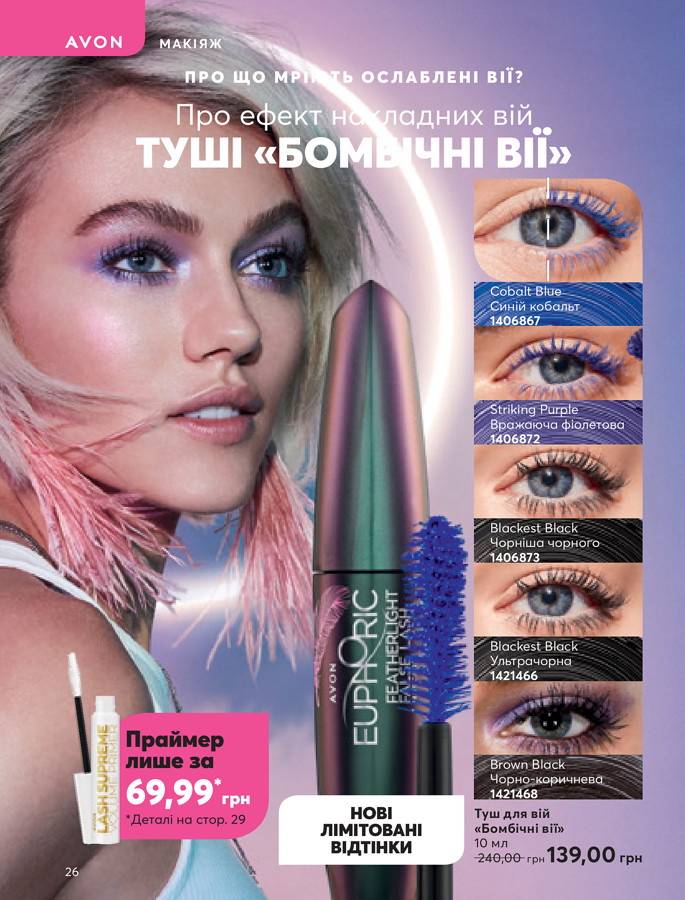 AVON
МАКІЯЖ
ПРО ЩО МРІЮТЬ ОСЛАБЛЕНІ ВІЇ?
Про ефект накладних вій
ТУШІ «БОМБІЧНІ ВІЇ»
Cobalt Blue
Синій кобальт
1406867
Striking Purple
Вражаюча фіолетова
1406872
Blackest Black
Чорніша чорного
1406873
Blackest Black
Ультрачорна
1421466
Brown Black
Чорно-коричнева
1421468
Туш для вій
«Бомбічні вії»
10 мл
240,00 грн 139,00 грн
AVON
EUPHORIC
FEATHERLIGHT
FALSE LASH
НОВІ
ЛІМІТОВАНІ
ВІДТІНКИ
LASH SUPREME
VOLUME PRIMER
Праймер
лише за
69,99* грн
*Деталі на стор. 29
26